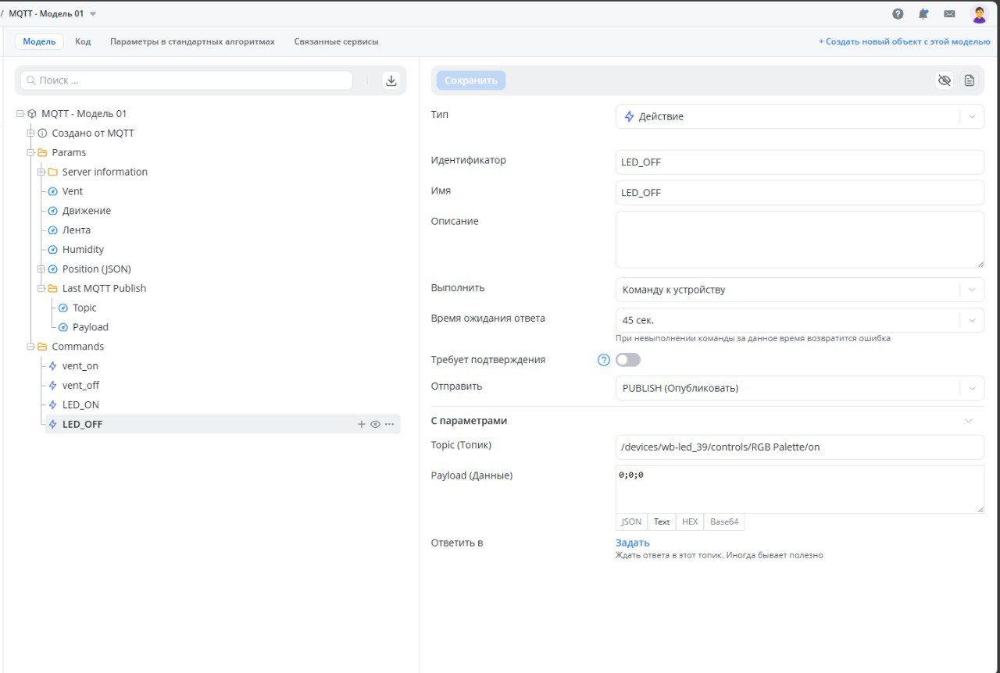 / MQTT - Модель 01
Модель Код Параметры в стандартных алгоритмах Связанные сервисы + Создать новый объект с этой моделью
Поиск ...
MQTT - Модель 01
Создано от MQTT
Params
Server information
Vent
Движение
Лента
Humidity
Position (JSON)
Last MQTT Publish
Topic
Payload
Commands
vent_on
vent_off
LED_ON
LED_OFF
Сохранить
Тип Действие
Идентификатор LED_OFF
Имя LED_OFF
Описание
Выполнить Команду к устройству
Время ожидания ответа 45 сек.
При невыполнении команды за данное время возвратится ошибка
Требует подтверждения
Отправить PUBLISH (Опубликовать)
С параметрами
Topic (Топик) /devices/wb-led_39/controls/RGB Palette/on
Payload (Данные) 0;0;0
JSON Text HEX Base64
Ответить в Задать
Ждать ответа в этот топик. Иногда бывает полезно